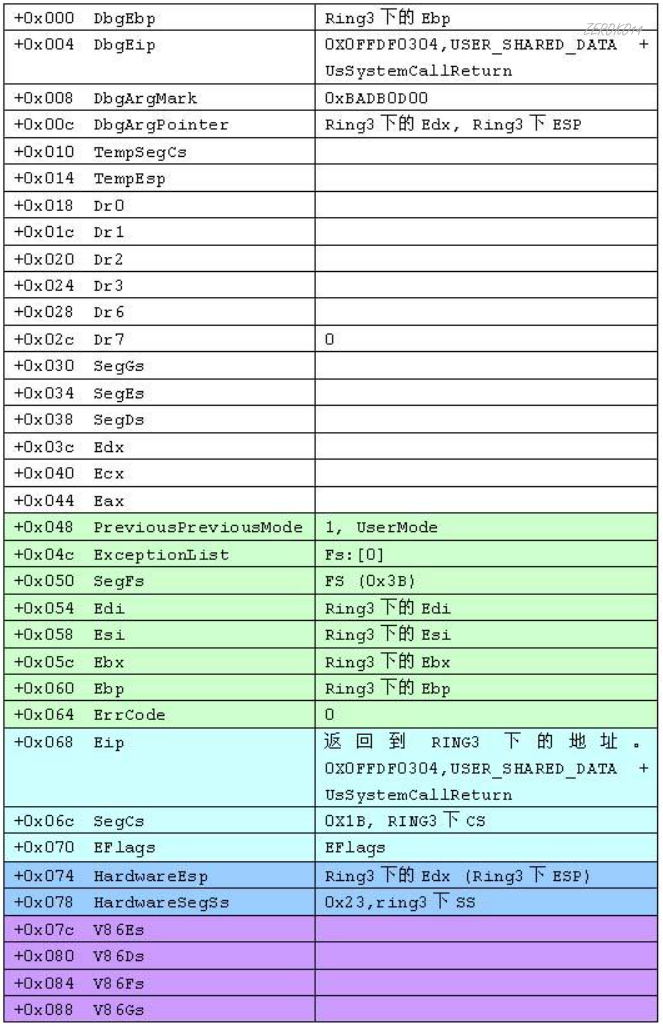 +0x000 DbgEbp Ring3 下的 Ebp
ZEROKO14
+0x004 DbgEip 0X0FFDF0304,USER_SHARED_DATA +
UsSystemCallReturn
+0x008 DbgArgMark 0xBADB0D00
+0x00c DbgArgPointer Ring3 下的 Edx, Ring3 下 ESP
+0x010 TempSegCs
+0x014 TempEsp
+0x018 Dr0
+0x01c Dr1
+0x020 Dr2
+0x024 Dr3
+0x028 Dr6
+0x02c Dr7 0
+0x030 SegGs
+0x034 SegEs
+0x038 SegDs
+0x03c Edx
+0x040 Ecx
+0x044 Eax
+0x048 PreviousPreviousMode 1, UserMode
+0x04c ExceptionList Fs:[0]
+0x050 SegFs FS (0x3B)
+0x054 Edi Ring3 下的 Edi
+0x058 Esi Ring3 下的 Esi
+0x05c Ebx Ring3 下的 Ebx
+0x060 Ebp Ring3 下的 Ebp
+0x064 ErrCode 0
+0x068 Eip 返回到 RING3 下的地址。
0X0FFDF0304,USER_SHARED_DATA +
UsSystemCallReturn
+0x06c SegCs 0X1B, RING3 下 CS
+0x070 EFlags EFlags
+0x074 HardwareEsp Ring3 下的 Edx (Ring3 下 ESP)
+0x078 HardwareSegSs 0x23,ring3 下 SS
+0x07c V86Es
+0x080 V86Ds
+0x084 V86Fs
+0x088 V86Gs